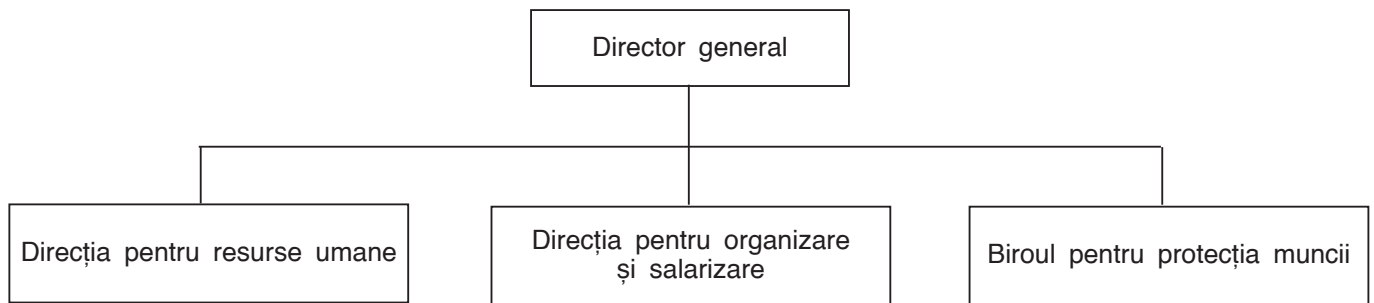 Director general
Direcția pentru resurse umane
Direcția pentru organizare
și salarizare
Biroul pentru protecția muncii